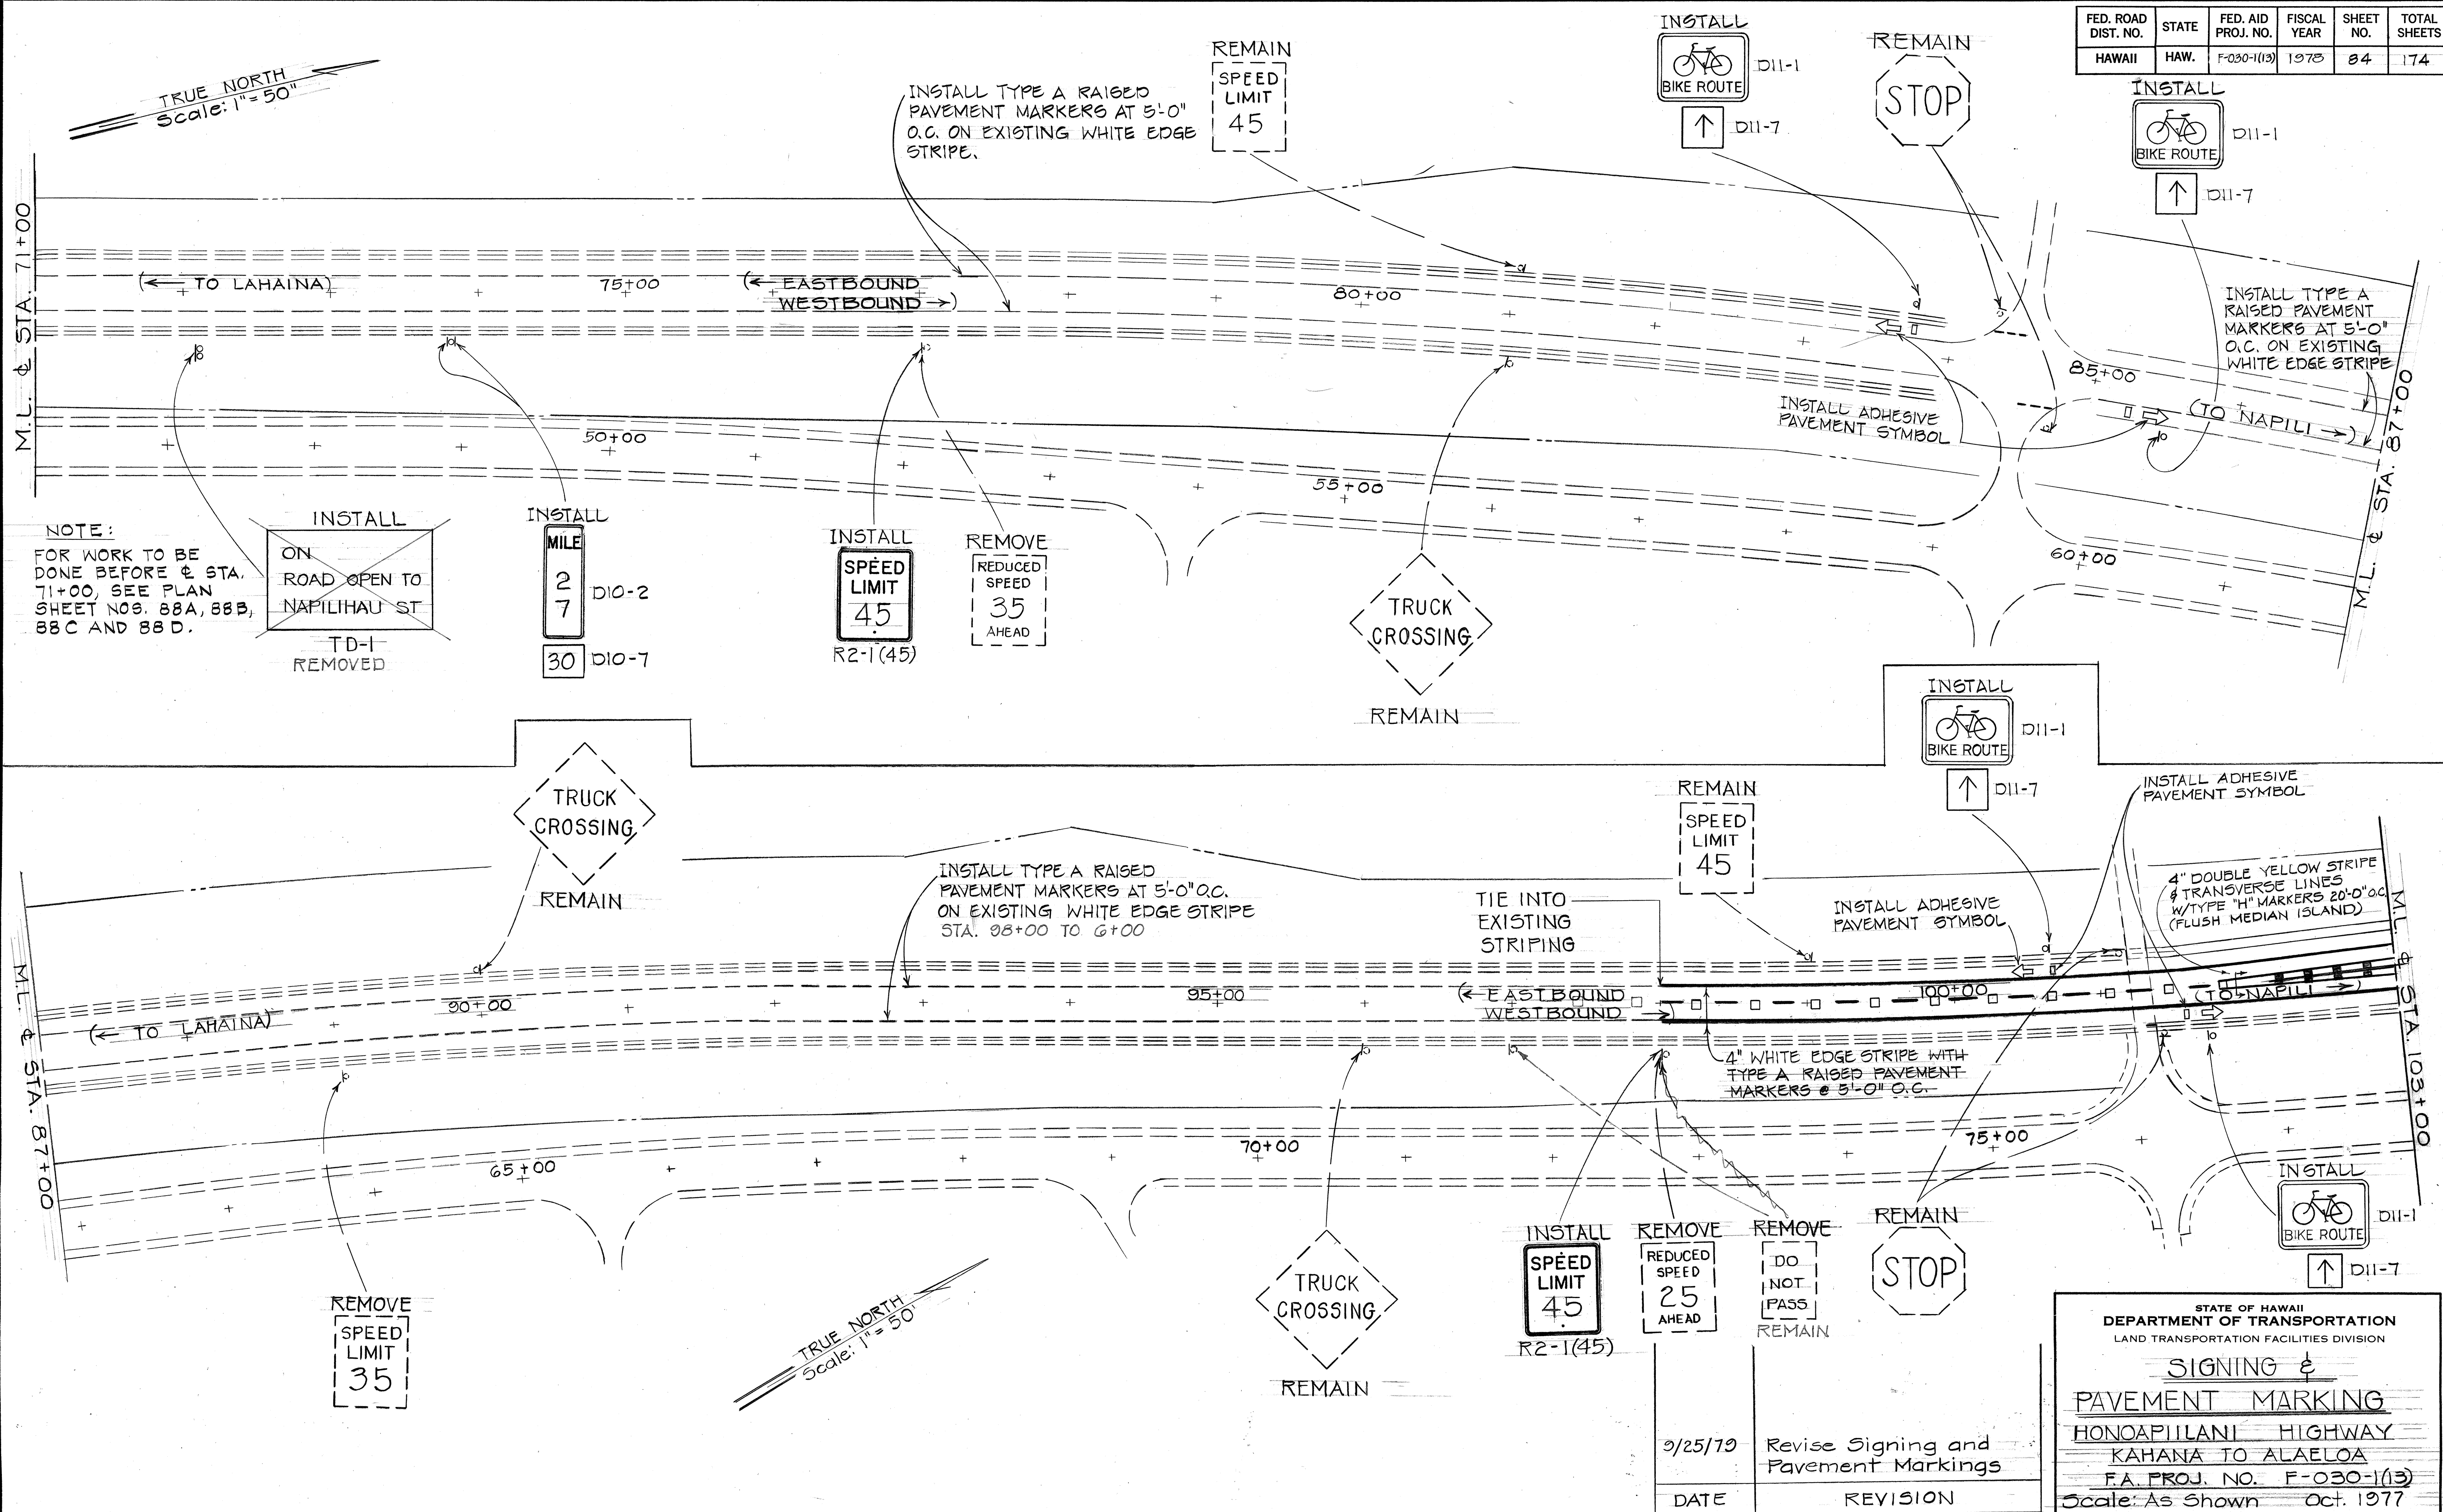 FED. ROAD DIST. NO.
STATE
FED. AID PROJ. NO.
FISCAL YEAR
SHEET NO.
TOTAL SHEETS
HAWAII
HAW.
F-030-1(13)
1978
84
174
TRUE NORTH
Scale: 1" = 50"
INSTALL TYPE A RAISED
PAVEMENT MARKERS AT 5'-0"
O.C. ON EXISTING WHITE EDGE
STRIPE.
REMAIN
SPEED
LIMIT
45
INSTALL
BIKE ROUTE
D11-1
↑
D11-7
REMAIN
STOP
INSTALL
BIKE ROUTE
D11-1
↑
D11-7
M.L. ℄ STA. 71+00
(← TO LAHAINA)
75+00
(← EASTBOUND
WESTBOUND →)
80+00
85+00
(TO NAPILI →)
INSTALL TYPE A
RAISED PAVEMENT
MARKERS AT 5'-0"
O.C. ON EXISTING
WHITE EDGE STRIPE
INSTALL ADHESIVE
PAVEMENT SYMBOL
M.L. ℄ STA. 87+00
50+00
55+00
60+00
NOTE:
FOR WORK TO BE
DONE BEFORE ℄ STA.
71+00, SEE PLAN
SHEET NOS. 88A, 88B,
88C AND 88D.
INSTALL
ON
ROAD OPEN TO
NAPILIHAU ST
TD-1
REMOVED
INSTALL
MILE
2
7
D10-2
30
D10-7
INSTALL
SPEED
LIMIT
45
R2-1(45)
REMOVE
REDUCED
SPEED
35
AHEAD
TRUCK
CROSSING
REMAIN
TRUCK
CROSSING
REMAIN
INSTALL TYPE A RAISED
PAVEMENT MARKERS AT 5'-0" O.C.
ON EXISTING WHITE EDGE STRIPE
STA. 98+00 TO 6+00
TIE INTO
EXISTING
STRIPING
REMAIN
SPEED
LIMIT
45
INSTALL
BIKE ROUTE
D11-1
↑
D11-7
INSTALL ADHESIVE
PAVEMENT SYMBOL
INSTALL ADHESIVE
PAVEMENT SYMBOL
4" DOUBLE YELLOW STRIPE
& TRANSVERSE LINES
W/TYPE "H" MARKERS 20'-0" O.C.
(FLUSH MEDIAN ISLAND)
M.L. ℄ STA. 87+00
(← TO LAHAINA)
90+00
95+00
(← EASTBOUND
WESTBOUND →)
100+00
(TO NAPILI →)
M.L. ℄ STA. 103+00
4" WHITE EDGE STRIPE WITH
TYPE A RAISED PAVEMENT
MARKERS @ 5'-0" O.C.
65+00
70+00
75+00
REMOVE
SPEED
LIMIT
35
TRUE NORTH
Scale: 1" = 50'
TRUCK
CROSSING
REMAIN
INSTALL
SPEED
LIMIT
45
R2-1(45)
REMOVE
REDUCED
SPEED
25
AHEAD
REMOVE
DO
NOT
PASS
REMAIN
REMAIN
STOP
INSTALL
BIKE ROUTE
D11-1
↑
D11-7
9/25/79
Revise Signing and
Pavement Markings
DATE
REVISION
STATE OF HAWAII
DEPARTMENT OF TRANSPORTATION
LAND TRANSPORTATION FACILITIES DIVISION
SIGNING &
PAVEMENT MARKING
HONOAPIILANI HIGHWAY
KAHANA TO ALAELOA
F.A. PROJ. NO. F-030-1(13)
Scale: As Shown Oct. 1977